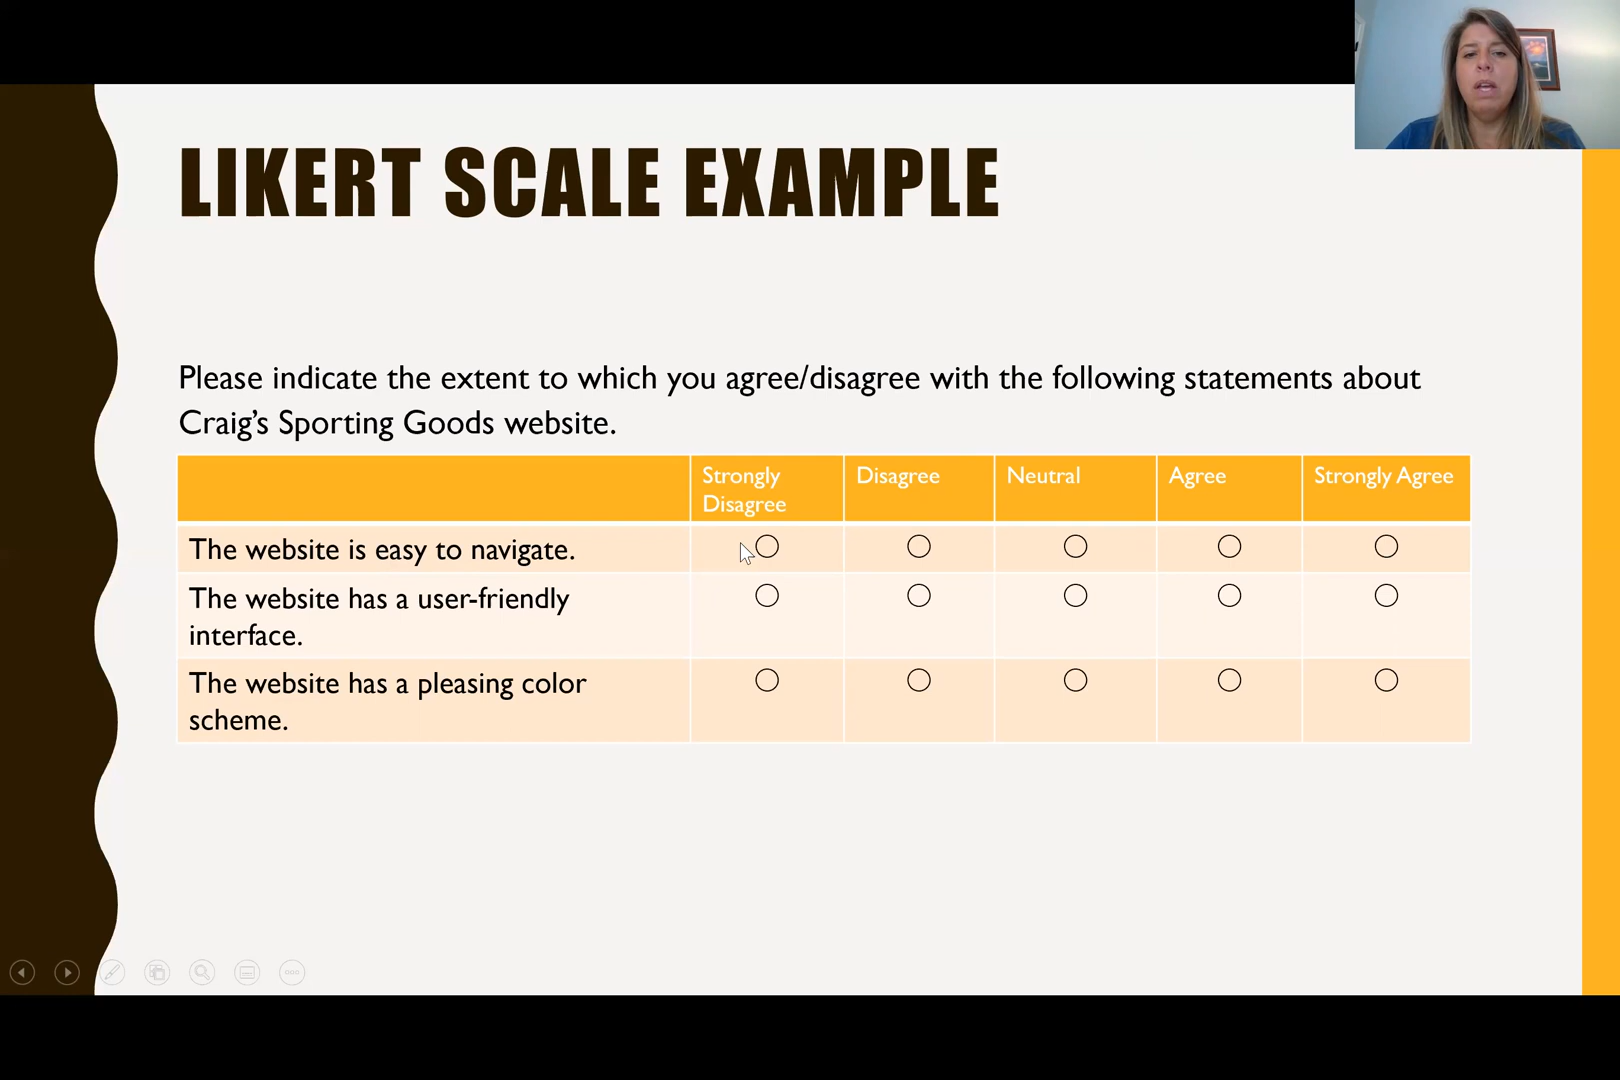 LIKERT SCALE EXAMPLE
Please indicate the extent to which you agree/disagree with the following statements about
Craig's Sporting Goods website.
Strongly
Disagree
Disagree
Neutral
Agree
Strongly Agree
The website is easy to navigate.
The website has a user-friendly
interface.
The website has a pleasing color
scheme.